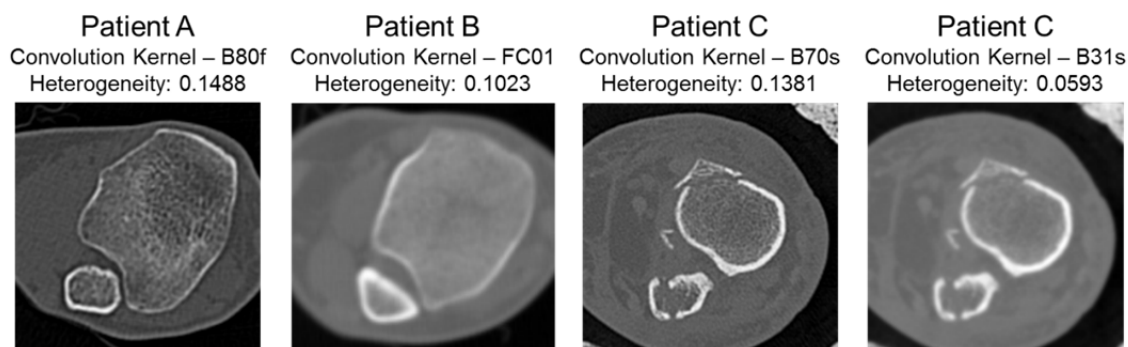 Patient A
Convolution Kernel – B80f
Heterogeneity: 0.1488
Patient B
Convolution Kernel – FC01
Heterogeneity: 0.1023
Patient C
Convolution Kernel – B70s
Heterogeneity: 0.1381
Patient C
Convolution Kernel – B31s
Heterogeneity: 0.0593